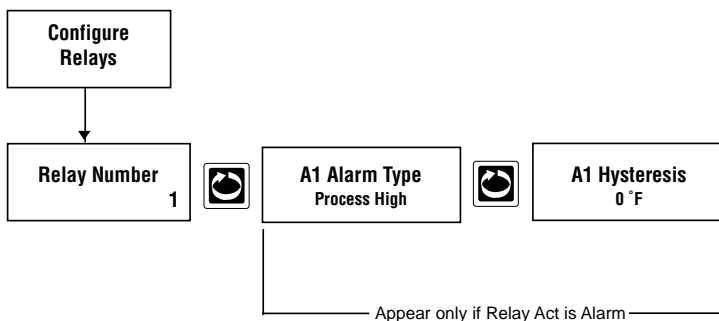 Configure
Relays
Relay Number
1
A1 Alarm Type
Process High
A1 Hysteresis
0 ˚F
Appear only if Relay Act is Alarm